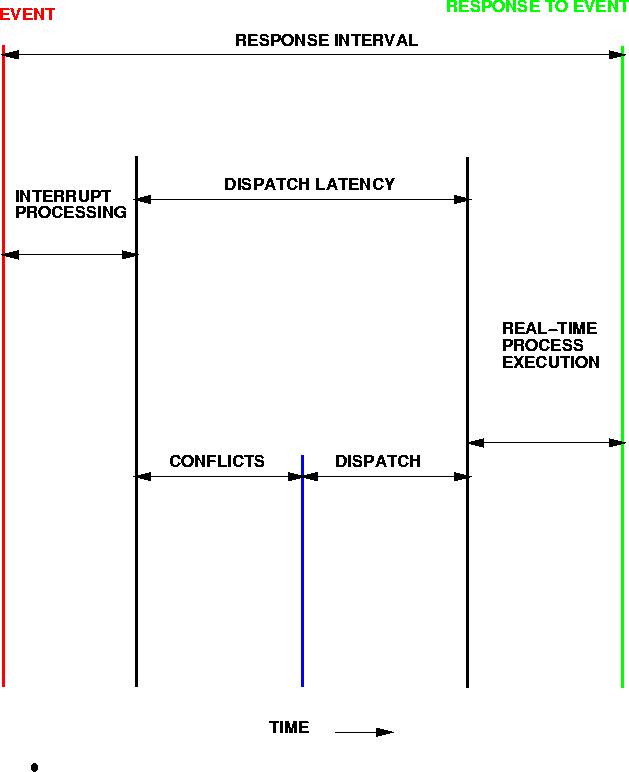 EVENT
RESPONSE TO EVENT
RESPONSE INTERVAL
DISPATCH LATENCY
INTERRUPT
PROCESSING
REAL−TIME
PROCESS
EXECUTION
CONFLICTS
DISPATCH
TIME